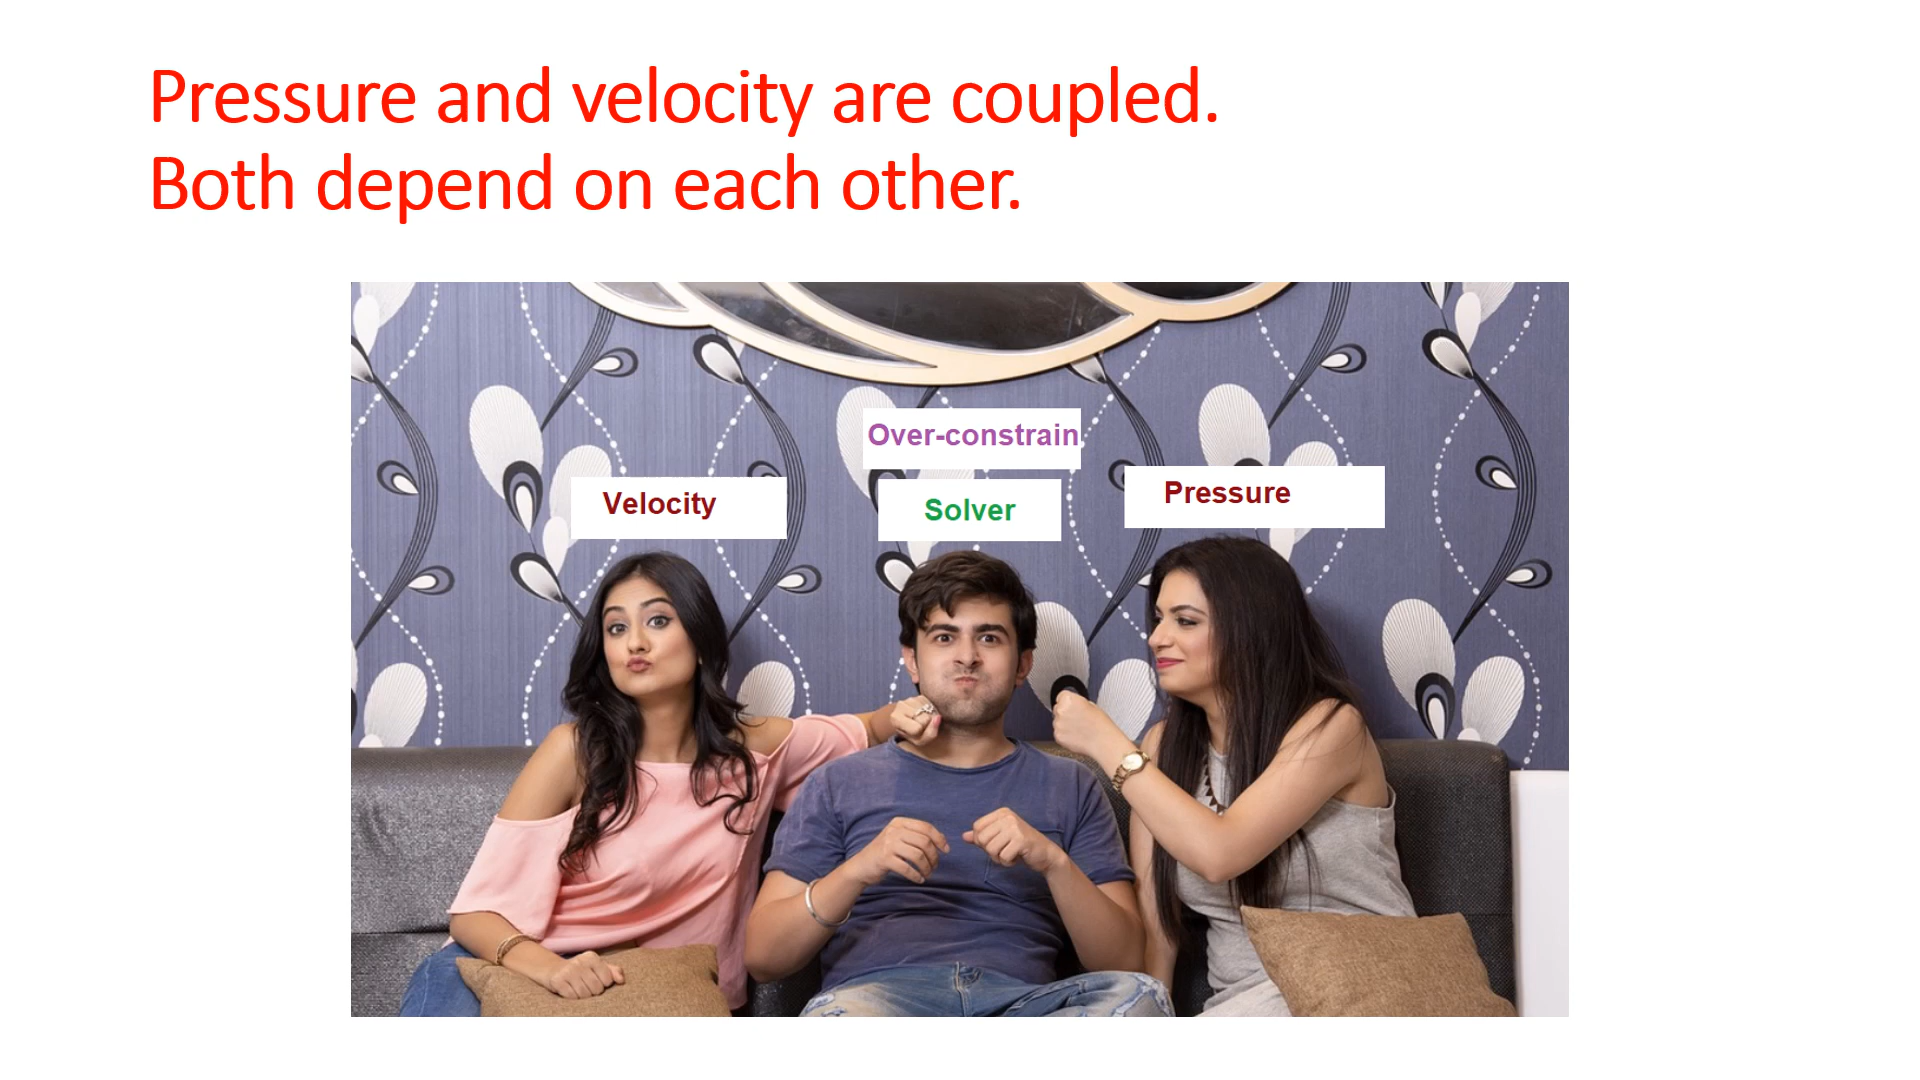 Pressure and velocity are coupled.
Both depend on each other.
Over-constrain
Velocity
Solver
Pressure